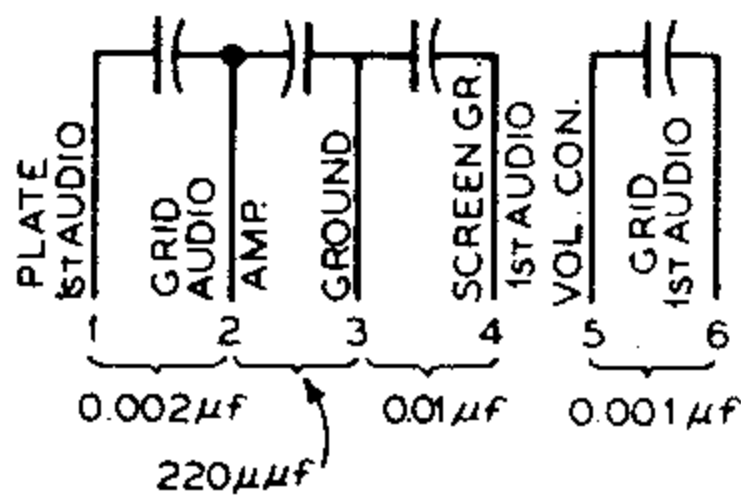 PLATE
1ST AUDIO
GRID
AUDIO
AMP.
GROUND
SCREEN GR.
1ST AUDIO
VOL. CON.
GRID
1ST AUDIO
1 2 3 4 5 6
0.002μf 0.01μf 0.001μf
220μμf